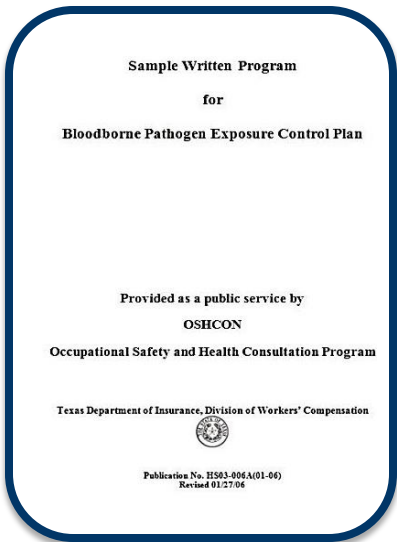 Sample Written Program
for
Bloodborne Pathogen Exposure Control Plan
Provided as a public service by
OSHCON
Occupational Safety and Health Consultation Program
Texas Department of Insurance, Division of Workers' Compensation
Publication No. HS03-006A(01-06)
Revised 01/27/06